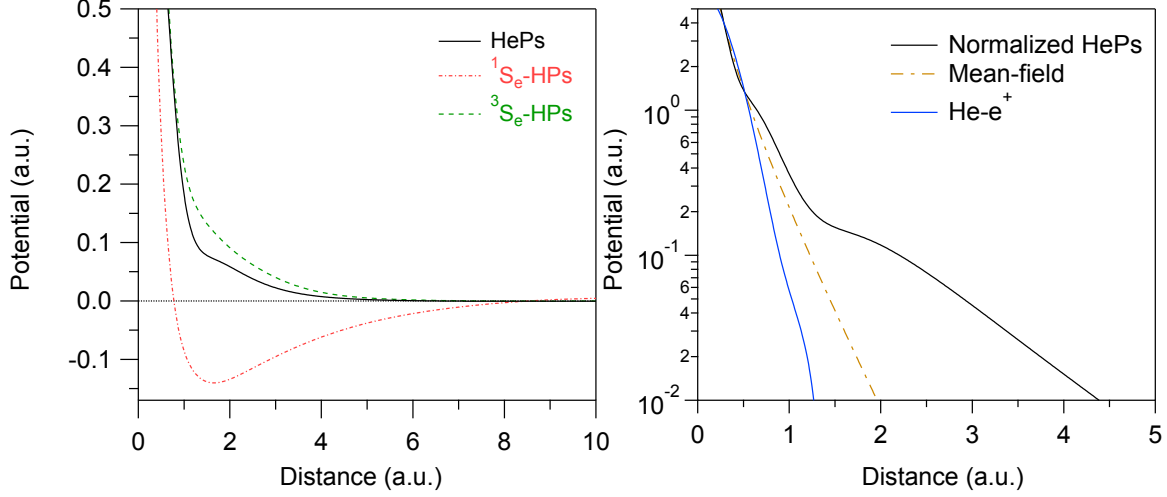 0.5
0.4
0.3
0.2
0.1
0.0
-0.1
Potential (a.u.)
HePs
¹Sₑ-HPs
³Sₑ-HPs
0 2 4 6 8 10
Distance (a.u.)
4
2
10⁰
6
4
2
10⁻¹
6
4
2
10⁻²
Potential (a.u.)
Normalized HePs
Mean-field
He-e⁺
0 1 2 3 4 5
Distance (a.u.)